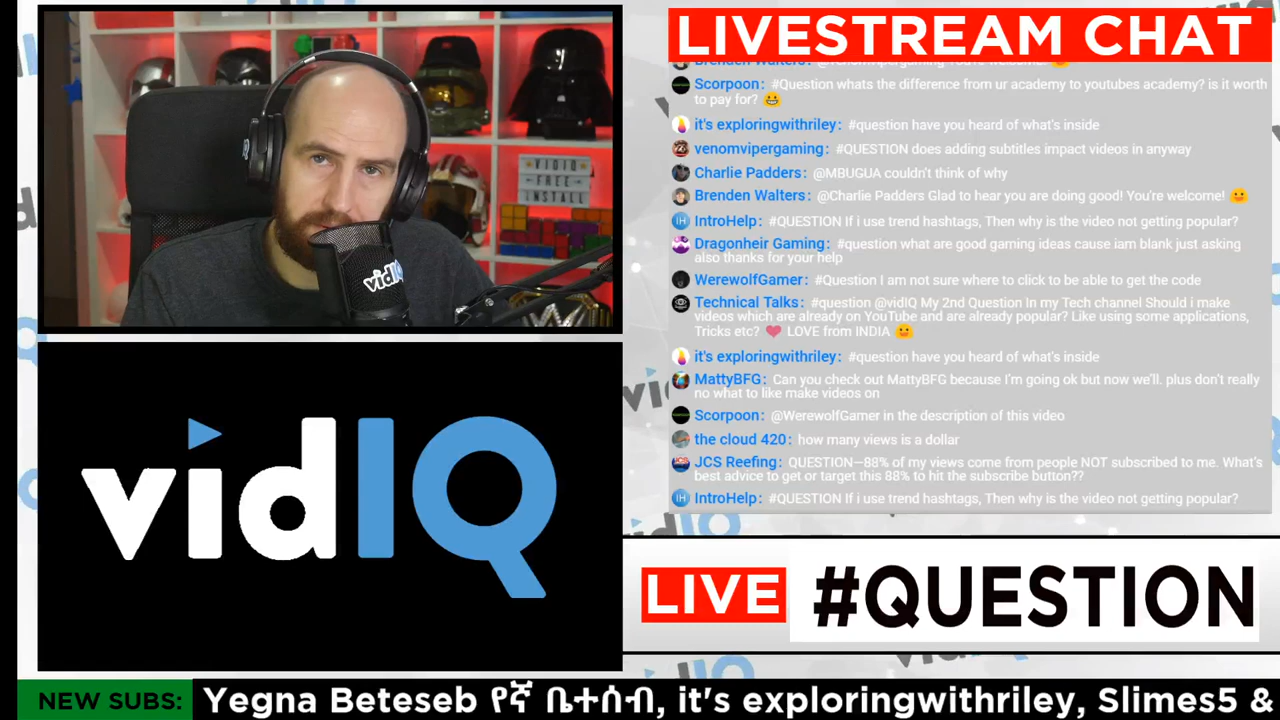 LIVESTREAM CHAT
Brenden Walters:
Scorpoon: #Question whats the difference from ur academy to youtubes academy? is it worth
to pay for? 😀
it's exploringwithriley: #question have you heard of what's inside
venomvipergaming: #QUESTION does adding subtitles impact videos in anyway
Charlie Padders: @MBUGUA couldn't think of why
Brenden Walters: @Charlie Padders Glad to hear you are doing good! You're welcome! 🙂
IntroHelp: #QUESTION If i use trend hashtags, Then why is the video not getting popular?
Dragonheir Gaming: #question what are good gaming ideas cause iam blank just asking
also thanks for your help
WerewolfGamer: #Question I am not sure where to click to be able to get the code
Technical Talks: #question @vidIQ My 2nd Question In my Tech channel Should i make
videos which are already on YouTube and are already popular? Like using some applications,
Tricks etc? ❤ LOVE from INDIA 🙂
it's exploringwithriley: #question have you heard of what's inside
MattyBFG: Can you check out MattyBFG because I'm going ok but now we'll. plus don't really
no what to like make videos on
Scorpoon: @WerewolfGamer in the description of this video
the cloud 420: how many views is a dollar
JCS Reefing: QUESTION—88% of my views come from people NOT subscribed to me. What's
best advice to get or target this 88% to hit the subscribe button??
IntroHelp: #QUESTION If i use trend hashtags, Then why is the video not getting popular?
VIDIQ
FREE
INSTALL
vidIQ
vidIQ
LIVE #QUESTION
NEW SUBS: Yegna Beteseb የኛ ቤተሰብ, it's exploringwithriley, Slimes5 &